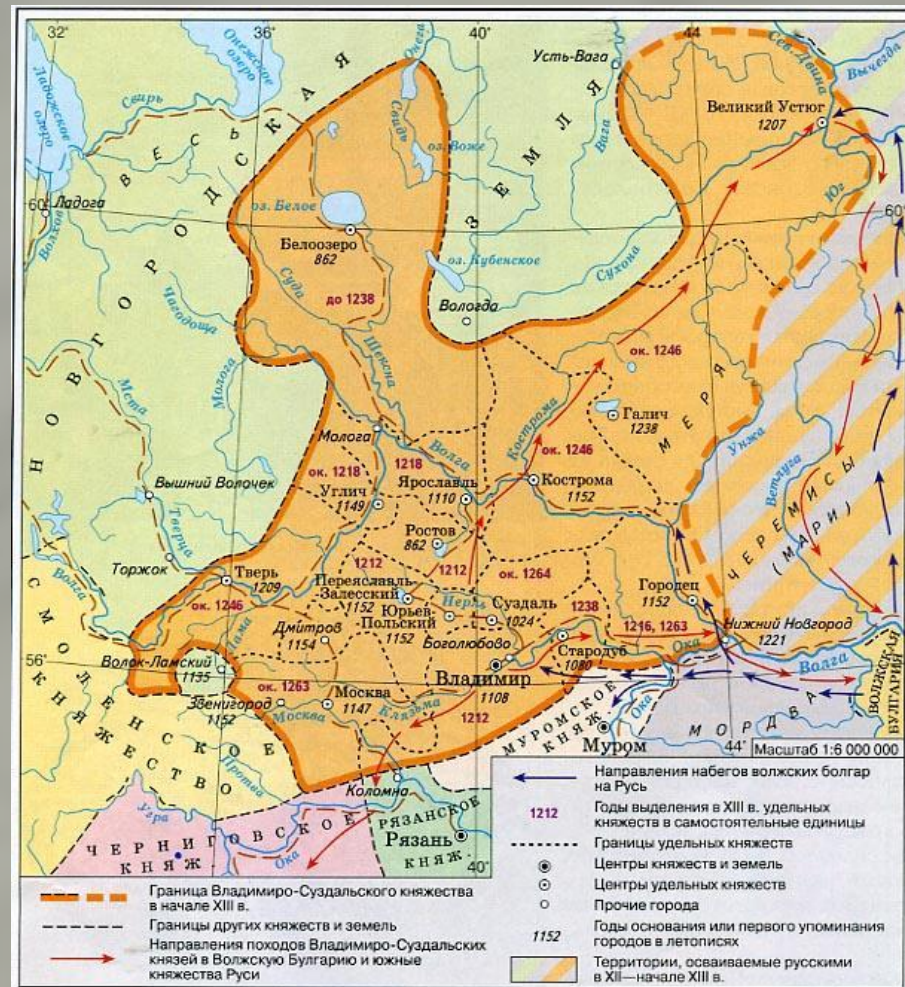 32°
36°
40°
44°
Ладожское
озеро
Онежское
озеро
Онега
Усть-Вага
Сев. Двина
Вычегда
Свирь
Свидь
Вага
Великий Устюг
1207
ВЕСЬ
НОВГОРОДСКАЯ
ЗЕМЛЯ
оз. Воже
Юг
60°
Ладога
60°
Волхов
оз. Белое
Белоозеро
862
оз. Кубенское
Сухона
Суда
до 1238
Вологда
Чагодоща
Шексна
ок. 1246
Молога
Мста
Кострома
Галич
1238
МЕРЯ
Унжа
Ветлуга
Молога
Волга
ок. 1246
ок. 1218
1218
Ярославль
1110
Кострома
1152
Вышний Волочек
Углич
1149
ЧЕРЕМИСЫ
(МАРИ)
Тверца
Ростов
862
Торжок
Волга
Тверь
1209
1212
1212
ок. 1264
Переяславль-
Залесский
1152
Городец
1152
ок. 1246
Нерль
Суздаль
1024
1238
Юрьев-
Польский
1152
Нижний Новгород
1221
1216, 1263
Дмитров
1154
Лама
Боголюбово
Стародуб
1080
Ока
56°
56°
Волок-Ламский
1135
Владимир
1108
Волга
ВОЛЖСКАЯ
БУЛГАРИЯ
ок. 1263
Звенигород
1152
Москва
1147
Клязьма
Москва
1212
МУРОМСКОЕ
КНЯЖ.
Ока
МОРДВА
СМОЛЕНСКОЕ
КНЯЖЕСТВО
Муром
44°
Масштаб 1:6 000 000
Протва
Коломна
Угра
РЯЗАНСКОЕ
Рязань
КНЯЖ.
ЧЕРНИГОВСКОЕ
КНЯЖ.
Ока
40°
Направления набегов волжских болгар
на Русь
1212
Годы выделения в XIII в. удельных
княжеств в самостоятельные единицы
Границы удельных княжеств
Центры княжеств и земель
Центры удельных княжеств
Прочие города
1152
Годы основания или первого упоминания
городов в летописях
Территории, осваиваемые русскими
в XII—начале XIII в.
Граница Владимиро-Суздальского княжества
в начале XIII в.
Границы других княжеств и земель
Направления походов Владимиро-Суздальских
князей в Волжскую Булгарию и южные
княжества Руси